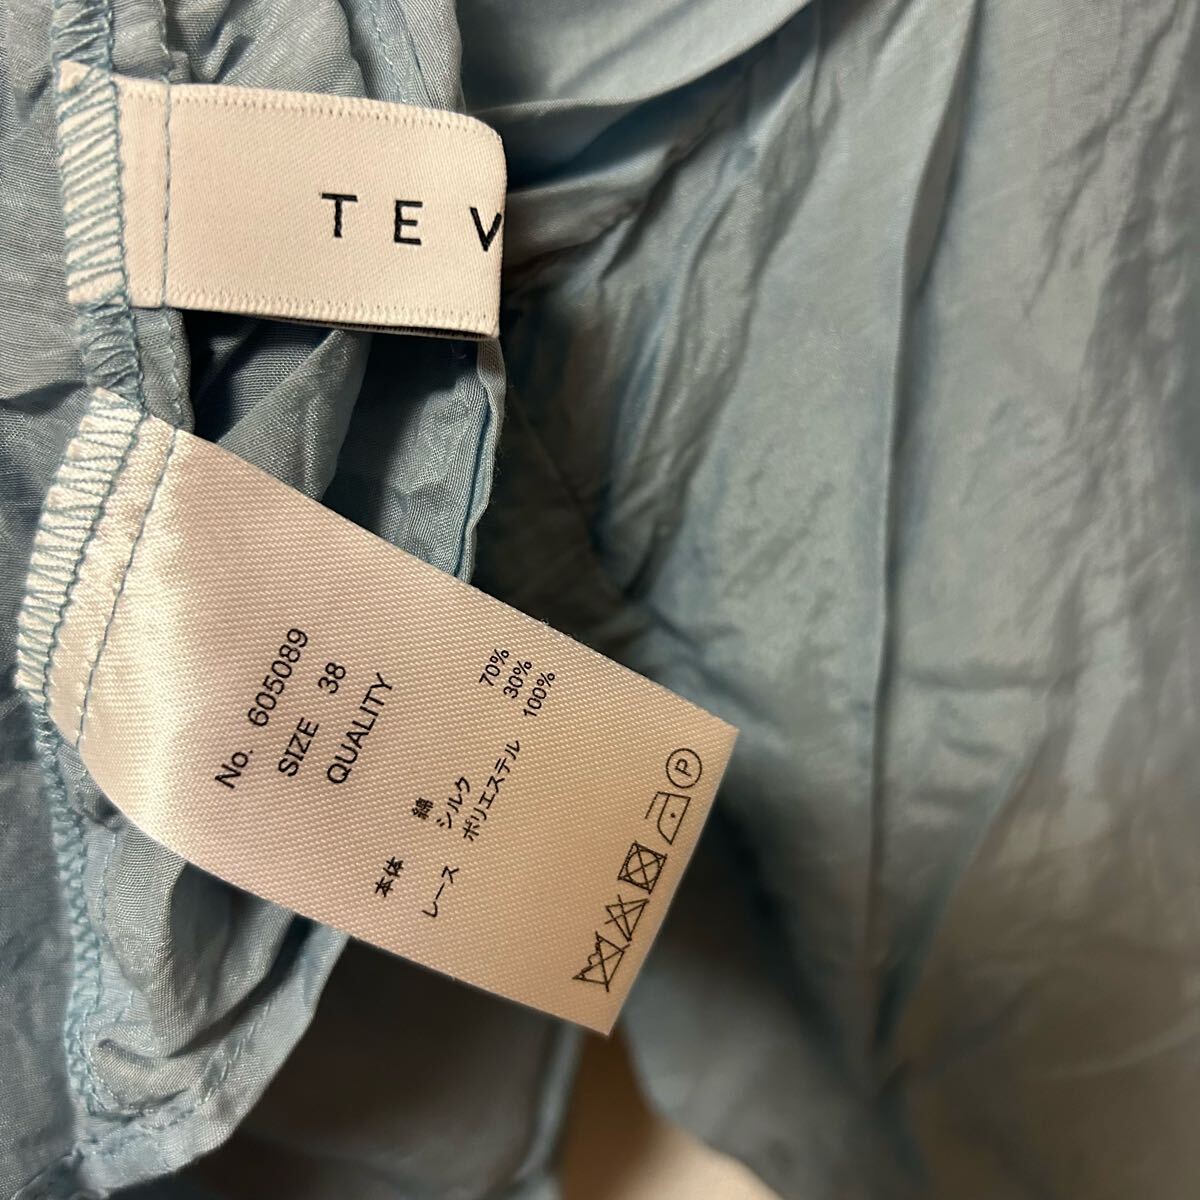 TEV
No. 605089
SIZE 38
QUALITY
本体 綿 70%
シルク 30%
レース ポリエステル 100%
P